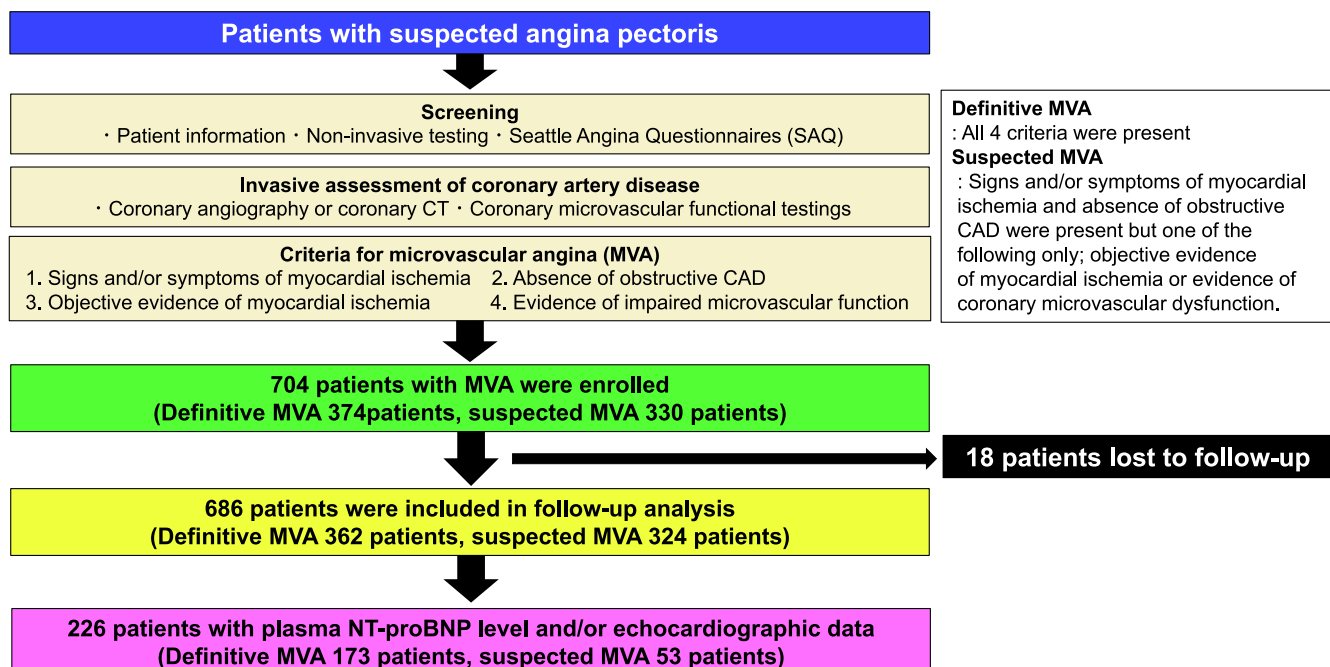 Patients with suspected angina pectoris
Screening
・Patient information・Non-invasive testing・Seattle Angina Questionnaires (SAQ)
Invasive assessment of coronary artery disease
・Coronary angiography or coronary CT・Coronary microvascular functional testings
Criteria for microvascular angina (MVA)
1. Signs and/or symptoms of myocardial ischemia 2. Absence of obstructive CAD
3. Objective evidence of myocardial ischemia 4. Evidence of impaired microvascular function
Definitive MVA
: All 4 criteria were present
Suspected MVA
: Signs and/or symptoms of myocardial
ischemia and absence of obstructive
CAD were present but one of the
following only; objective evidence
of myocardial ischemia or evidence of
coronary microvascular dysfunction.
704 patients with MVA were enrolled
(Definitive MVA 374patients, suspected MVA 330 patients)
18 patients lost to follow-up
686 patients were included in follow-up analysis
(Definitive MVA 362 patients, suspected MVA 324 patients)
226 patients with plasma NT-proBNP level and/or echocardiographic data
(Definitive MVA 173 patients, suspected MVA 53 patients)